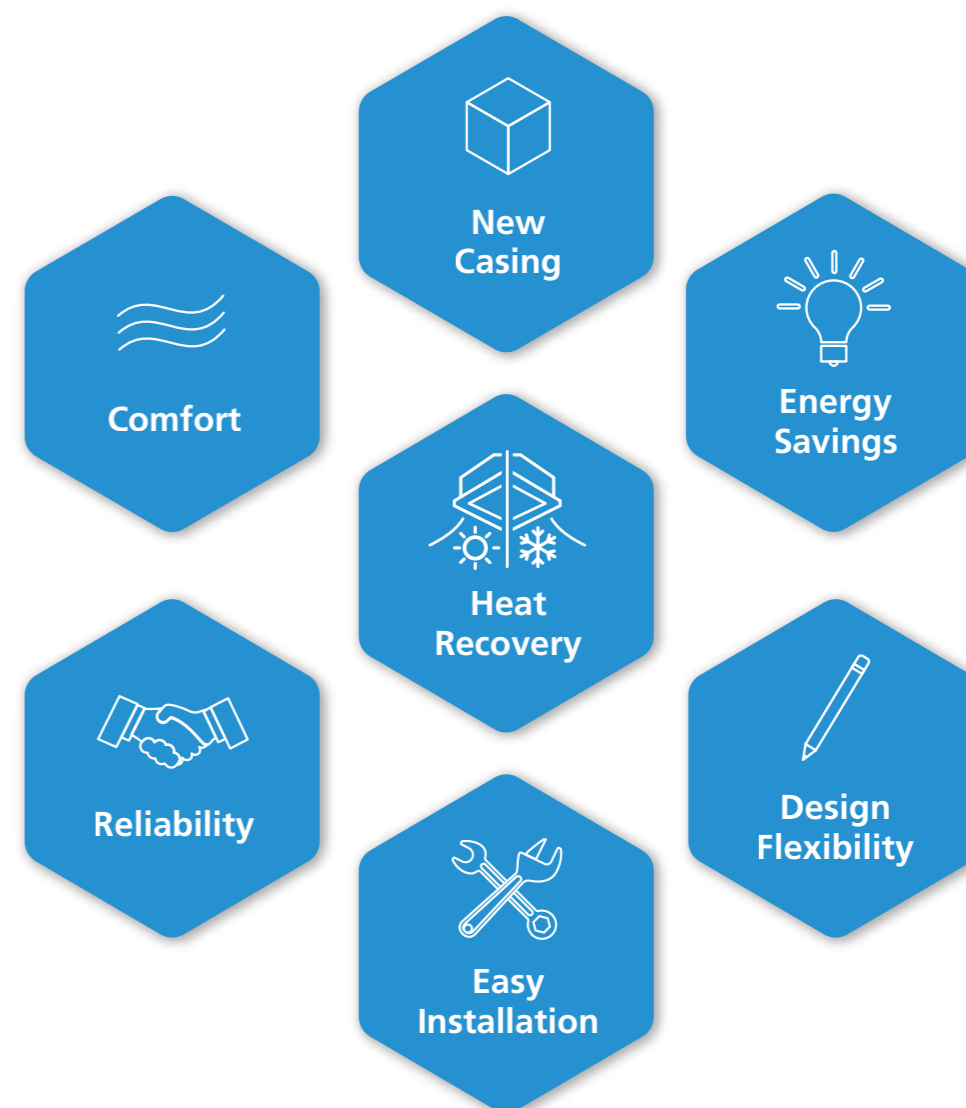 New
Casing
Comfort
Energy
Savings
Heat
Recovery
Reliability
Design
Flexibility
Easy
Installation